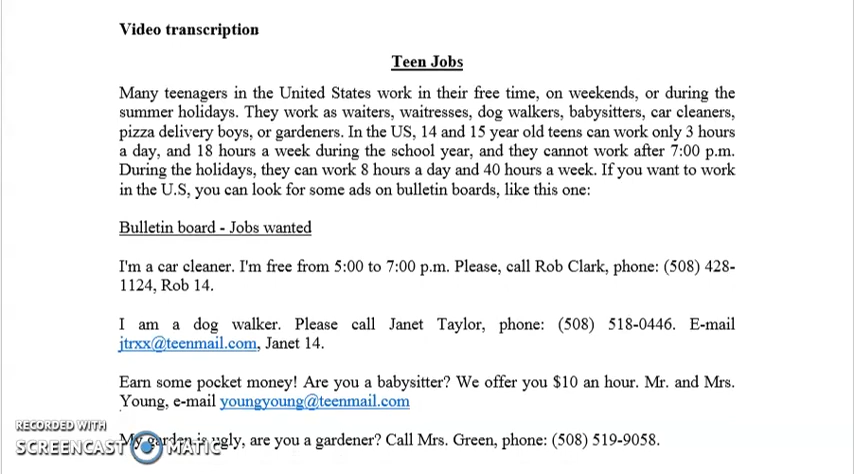 Video transcription
Teen Jobs
Many teenagers in the United States work in their free time, on weekends, or during the
summer holidays. They work as waiters, waitresses, dog walkers, babysitters, car cleaners,
pizza delivery boys, or gardeners. In the US, 14 and 15 year old teens can work only 3 hours
a day, and 18 hours a week during the school year, and they cannot work after 7:00 p.m.
During the holidays, they can work 8 hours a day and 40 hours a week. If you want to work
in the U.S, you can look for some ads on bulletin boards, like this one:
Bulletin board - Jobs wanted
I'm a car cleaner. I'm free from 5:00 to 7:00 p.m. Please, call Rob Clark, phone: (508) 428-
1124, Rob 14.
I am a dog walker. Please call Janet Taylor, phone: (508) 518-0446. E-mail
jtrxx@teenmail.com, Janet 14.
Earn some pocket money! Are you a babysitter? We offer you $10 an hour. Mr. and Mrs.
Young, e-mail youngyoung@teenmail.com
My garden is ugly, are you a gardener? Call Mrs. Green, phone: (508) 519-9058.
RECORDED WITH
SCREENCAST MATIC